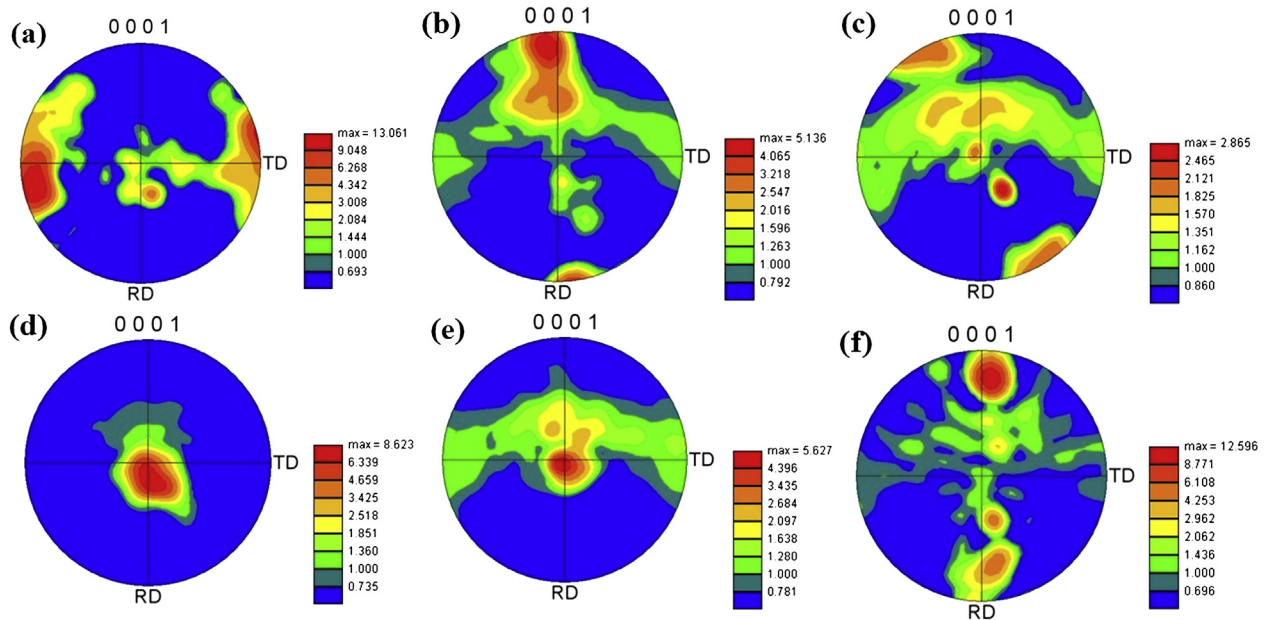 (a)
0 0 0 1
TD
RD
max = 13.061
9.048
6.268
4.342
3.008
2.084
1.444
1.000
0.693
(b)
0 0 0 1
TD
RD
max = 5.136
4.065
3.218
2.547
2.016
1.596
1.263
1.000
0.792
(c)
0 0 0 1
TD
RD
max = 2.865
2.465
2.121
1.825
1.570
1.351
1.162
1.000
0.860
(d)
0 0 0 1
TD
RD
max = 8.623
6.339
4.659
3.425
2.518
1.851
1.360
1.000
0.735
(e)
0 0 0 1
TD
RD
max = 5.627
4.396
3.435
2.684
2.097
1.638
1.280
1.000
0.781
(f)
0 0 0 1
TD
RD
max = 12.596
8.771
6.108
4.253
2.962
2.062
1.436
1.000
0.696